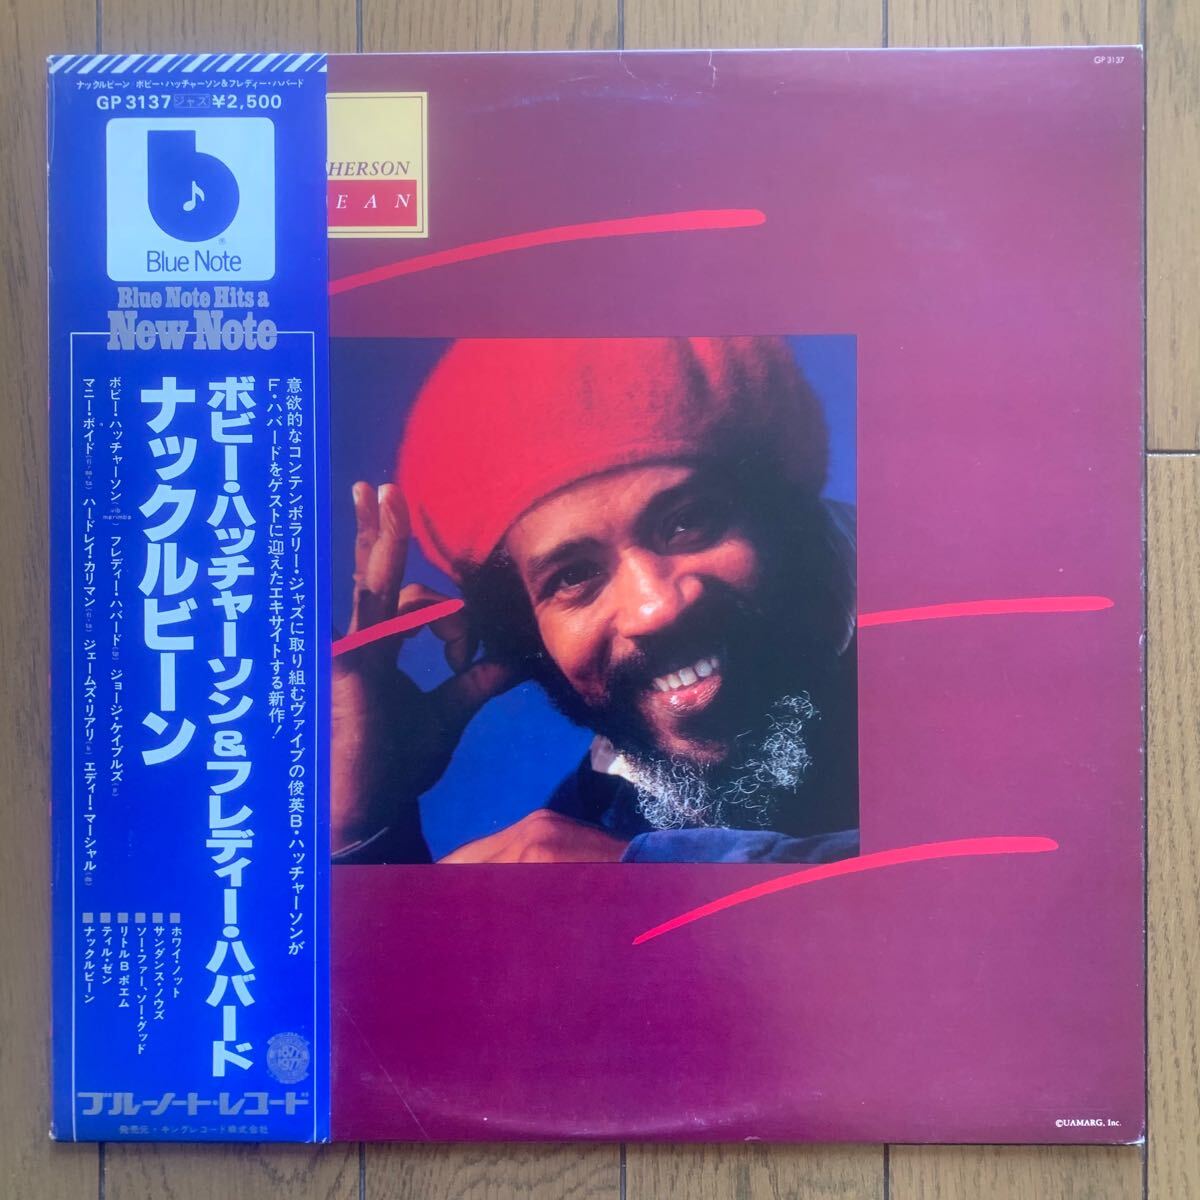 ナックルビーン ボビー・ハッチャーソン&フレディー・ハバード
GP 3137 ジャズ ¥2,500
Blue Note
Blue Note Hits a
New Note
意欲的なコンテンポラリー・ジャズに取り組むヴァイブの俊英B・ハッチャーソンが
F・ハバードをゲストに迎えたエキサイトする新作!
ボビー・ハッチャーソン&フレディー・ハバード
ナックルビーン
ボビー・ハッチャーソン(vib marimba) フレディー・ハバード(tp) ジョージ・ケイブルズ(p)
マニー・ボイド(fl・ss・ts) ハードレイ・カリマン(fl・ts) ジェームズ・リアリ(b) エディー・マーシャル(ds)
ホワイ・ノット
サンダンス・ノウズ
ソー・ファー、ソー・グッド
リトルB ポエム
ティル・ゼン
ナックルビーン
1877
1977
ブルーノート・レコード
発売元・キングレコード株式会社
HERSON
EAN
GP 3137
©UAMARG, Inc.